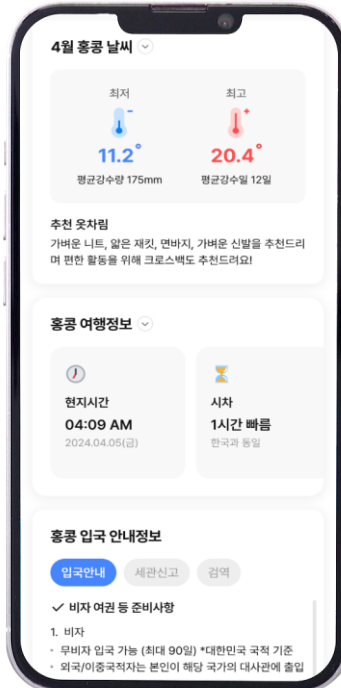 4월 홍콩 날씨
최저
최고
11.2°
20.4°
평균강수량 175mm
평균강수일 12일
추천 옷차림
가벼운 니트, 얇은 재킷, 면바지, 가벼운 신발을 추천드리
며 편한 활동을 위해 크로스백도 추천드려요!
홍콩 여행정보
현지시간
04:09 AM
2024.04.05(금)
시차
1시간 빠름
한국과 동일
홍콩 입국 안내정보
입국안내
세관신고
검역
✓ 비자 여권 등 준비사항
1. 비자
• 무비자 입국 가능 (최대 90일) *대한민국 국적 기준
• 외국/이중국적자는 본인이 해당 국가의 대사관에 출입